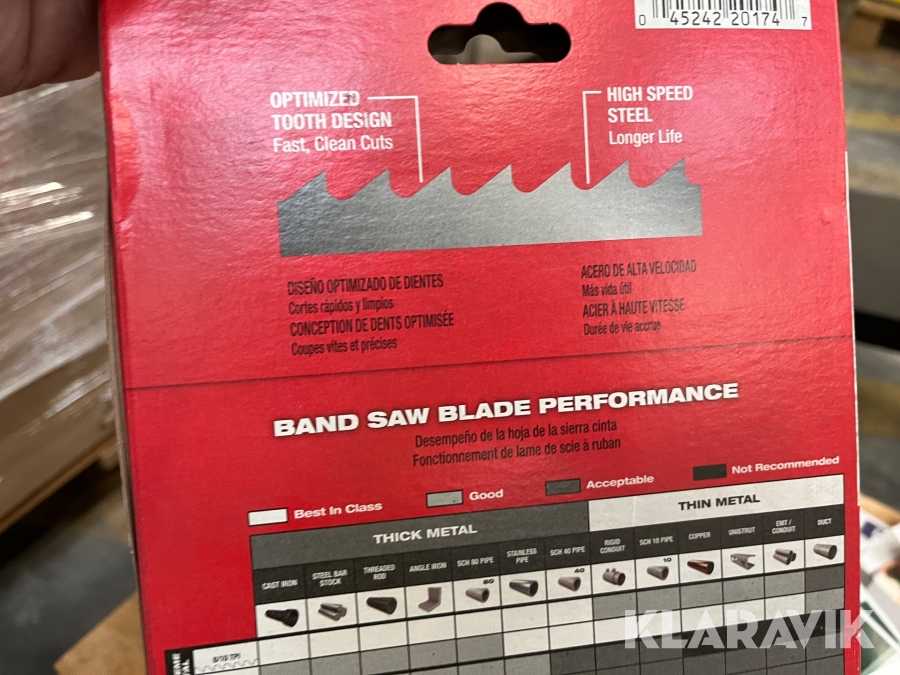 0 45242 20174 7
OPTIMIZED
TOOTH DESIGN
Fast, Clean Cuts
HIGH SPEED
STEEL
Longer Life
DISEÑO OPTIMIZADO DE DIENTES
Cortes rápidos y limpios
CONCEPTION DE DENTS OPTIMISÉE
Coupes vites et précises
ACERO DE ALTA VELOCIDAD
Más vida útil
ACIER À HAUTE VITESSE
Durée de vie accrue
BAND SAW BLADE PERFORMANCE
Desempeño de la hoja de la sierra cinta
Fonctionnement de lame de scie à ruban
Best In Class
Good
Acceptable
Not Recommended
THICK METAL
THIN METAL
CAST IRON
STEEL BAR
STOCK
THREADED
ROD
ANGLE IRON
SCH 80 PIPE
STAINLESS
PIPE
SCH 40 PIPE
RIGID
CONDUIT
SCH 10 PIPE
COPPER
UNISTRUT
EMT /
CONDUIT
DUCT
80
40
10
8/10 TPI
KLARAVIK